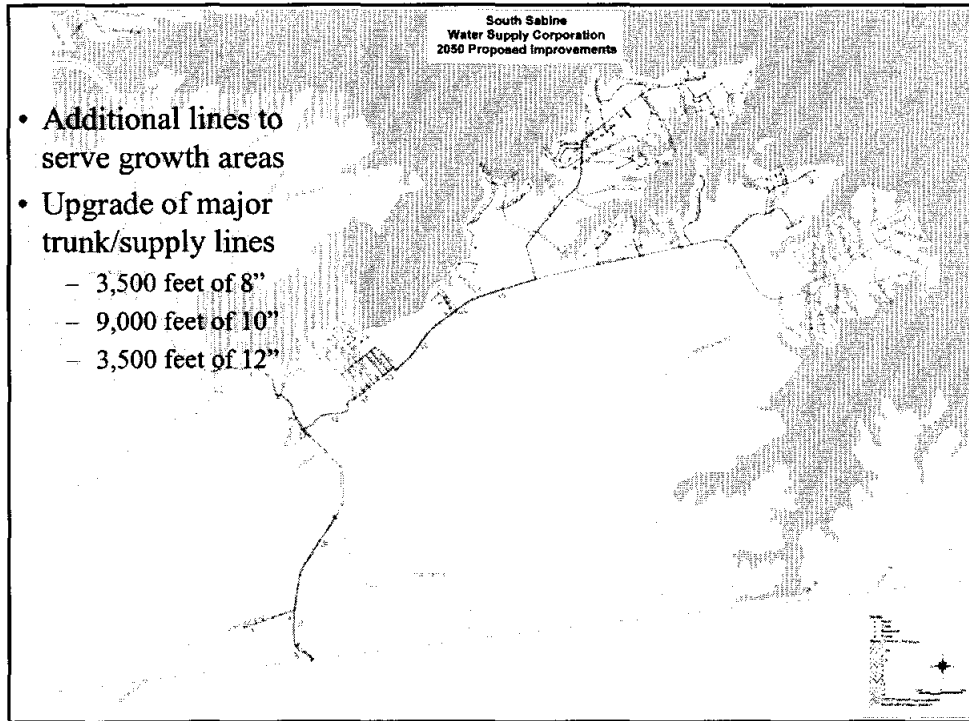 South Sabine
Water Supply Corporation
2050 Proposed Improvements
• Additional lines to
serve growth areas
• Upgrade of major
trunk/supply lines
– 3,500 feet of 8”
– 9,000 feet of 10”
– 3,500 feet of 12”